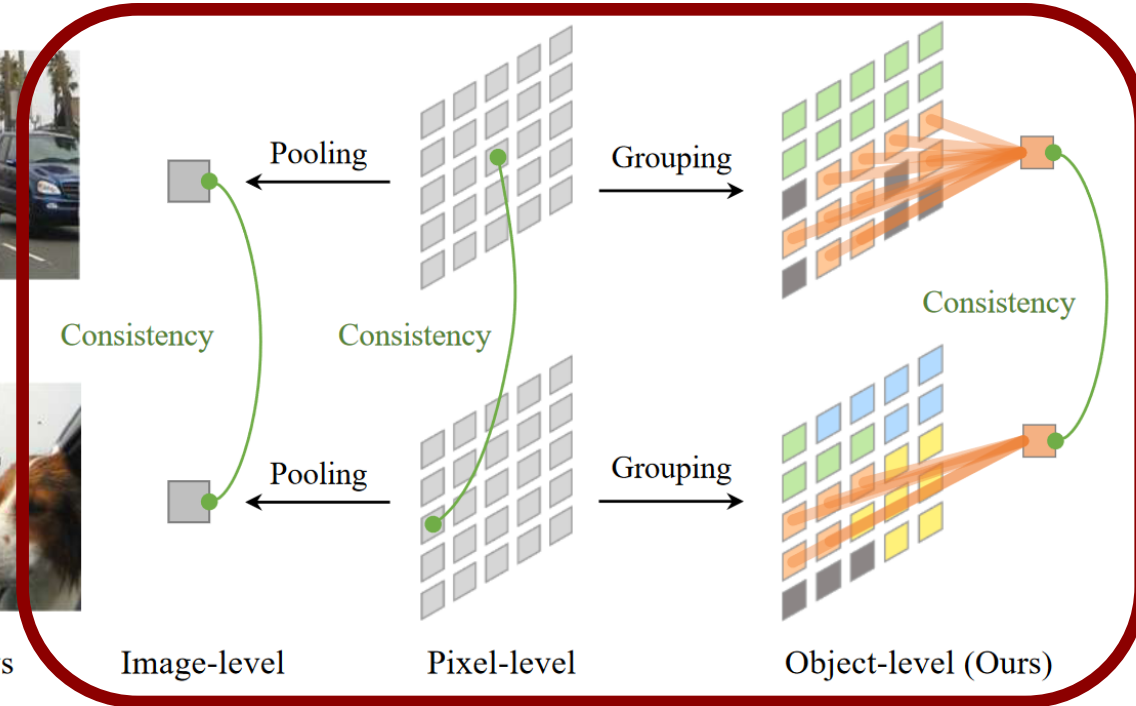 Pooling
Grouping
Consistency
Consistency
Consistency
Pooling
Grouping
Image-level
Pixel-level
Object-level (Ours)